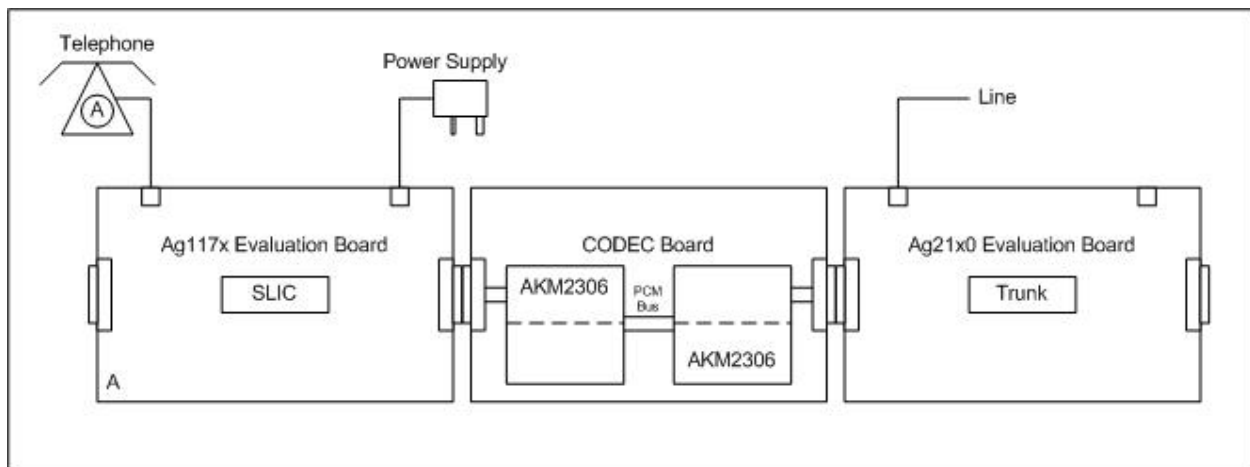 Telephone
A
Power Supply
Line
Ag117x Evaluation Board
SLIC
A
CODEC Board
AKM2306
PCM
Bus
AKM2306
Ag21x0 Evaluation Board
Trunk